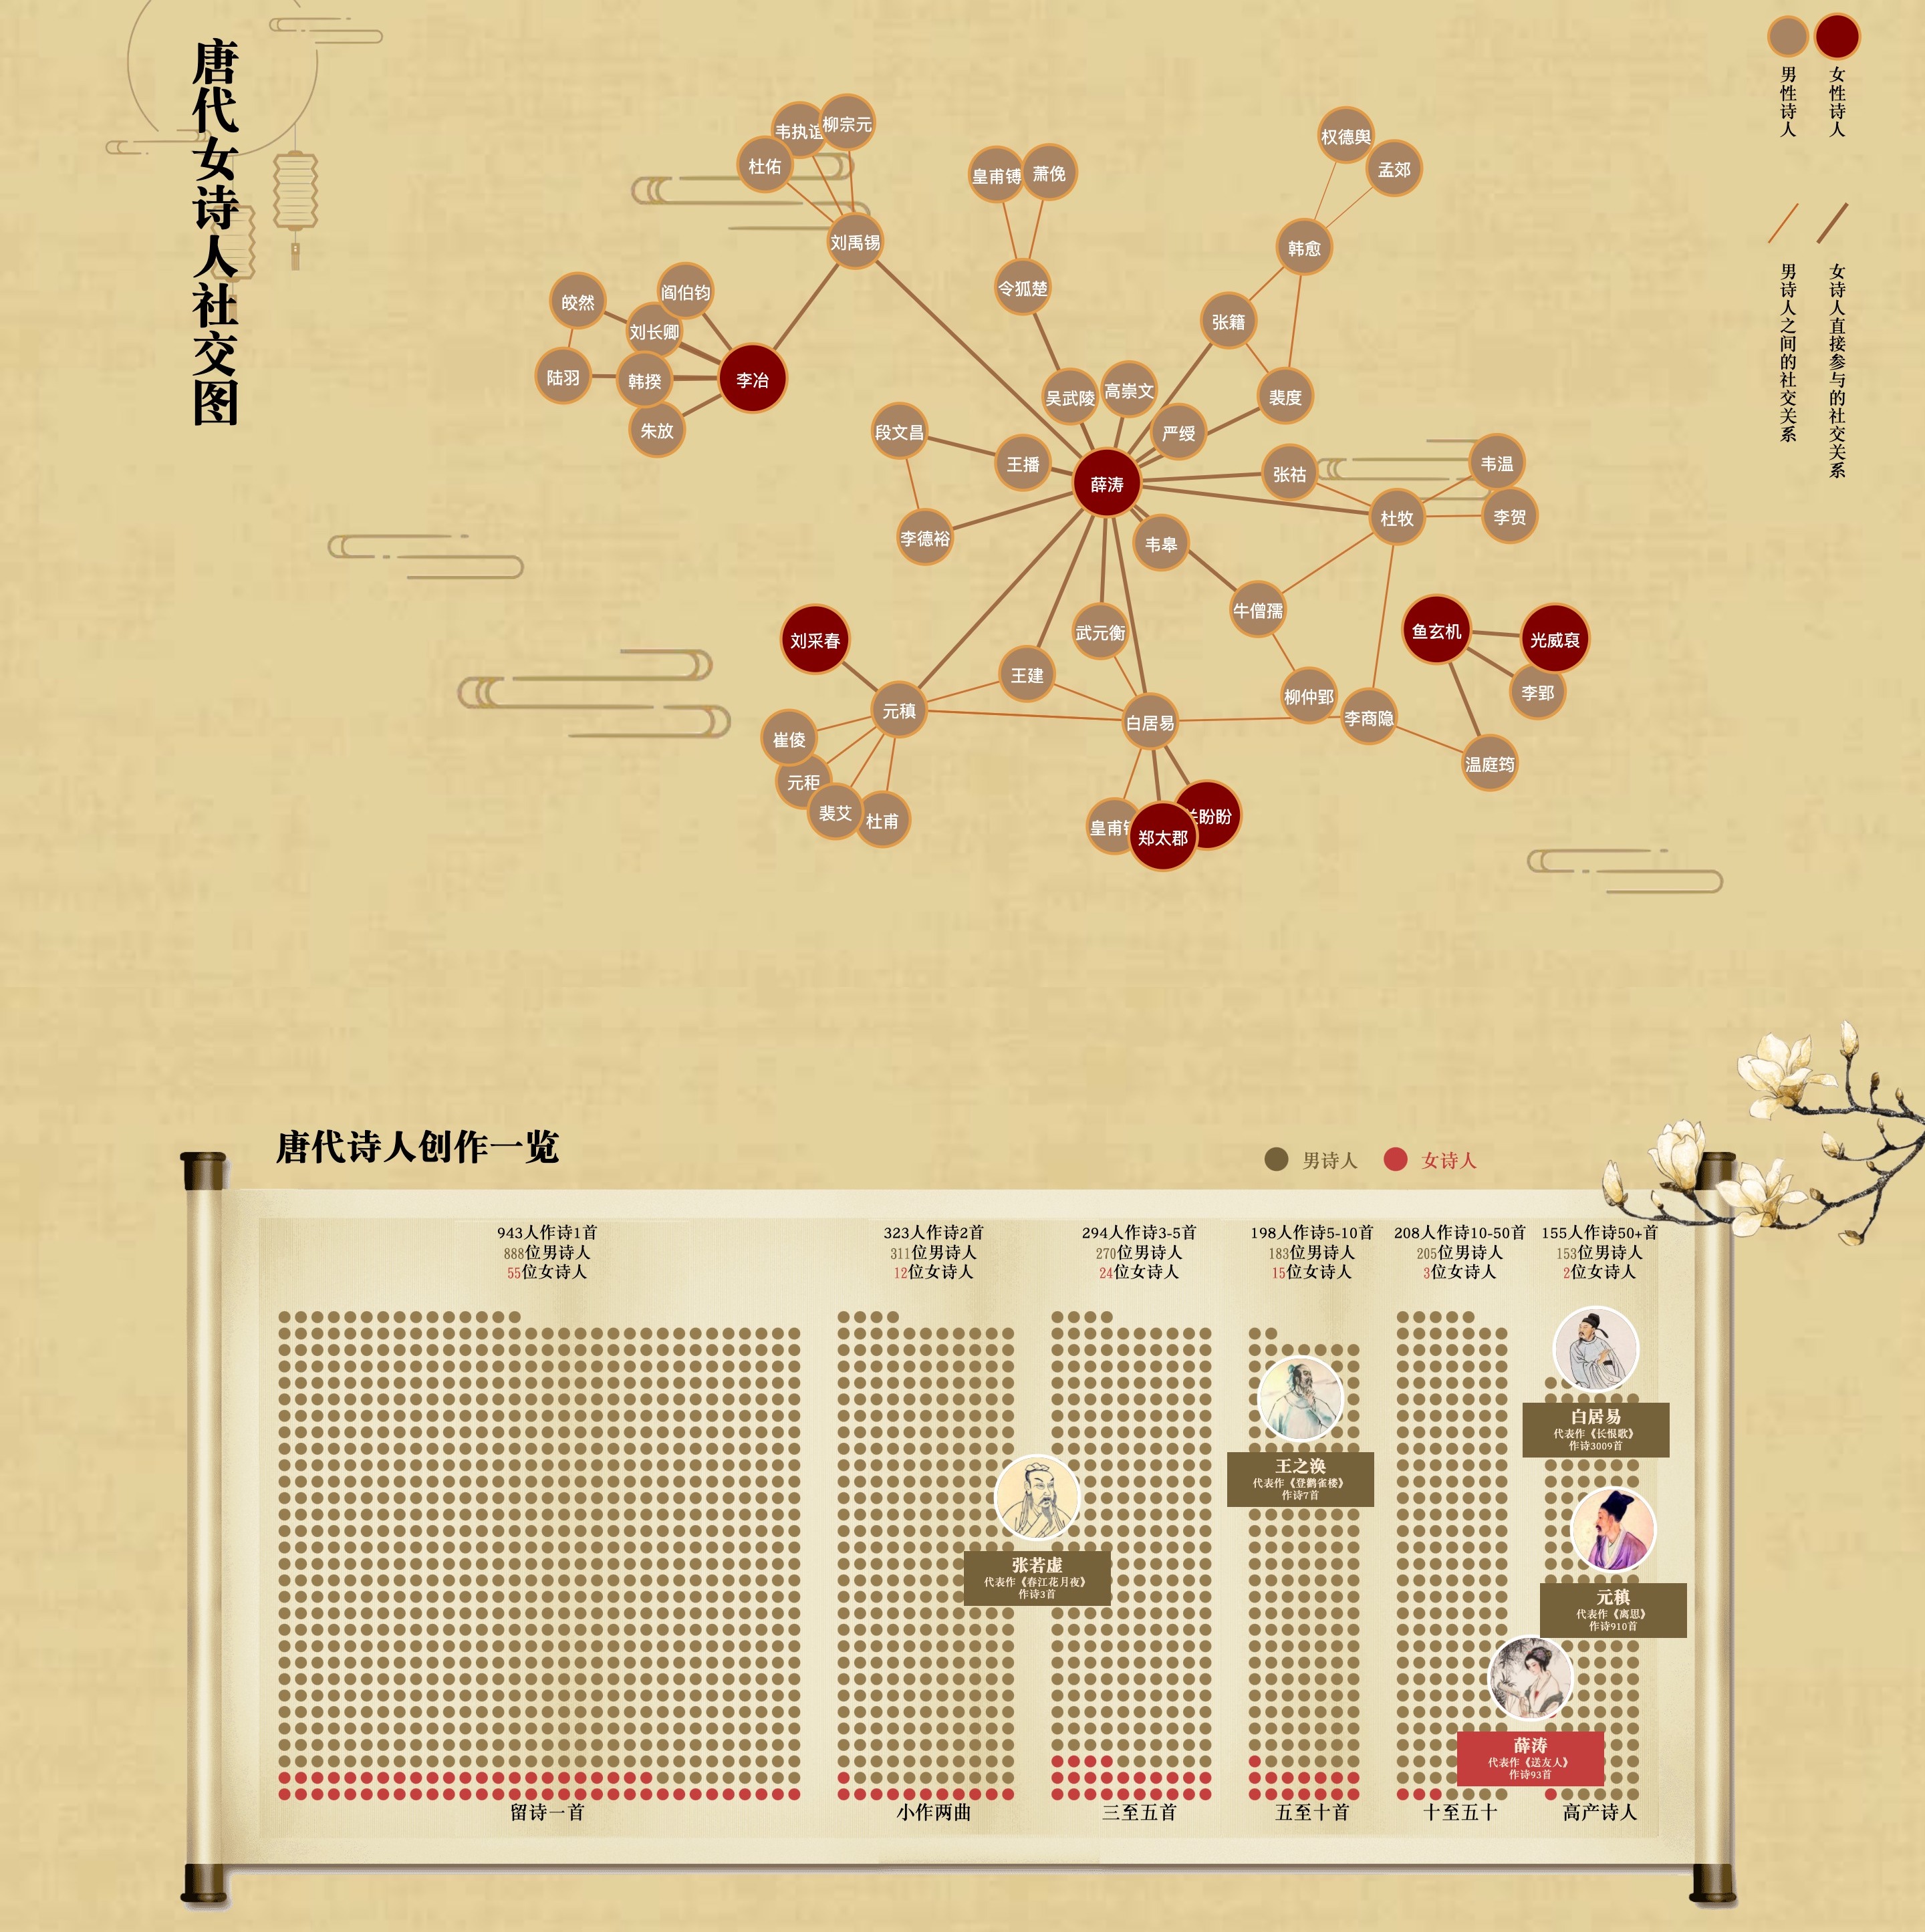 唐代女诗人社交图
男性诗人
女性诗人
男诗人之间的社交关系
女诗人直接参与的社交关系
韦执谊
柳宗元
杜佑
刘禹锡
皇甫镈
萧俛
令狐楚
权德舆
孟郊
韩愈
张籍
裴度
皎然
阎伯钧
刘长卿
陆羽
韩揆
李冶
朱放
吴武陵
高崇文
严绶
段文昌
王播
薛涛
张祜
韦温
杜牧
李贺
李德裕
韦皋
牛僧孺
刘采春
武元衡
鱼玄机
光威裒
王建
李郢
元稹
白居易
柳仲郢
李商隐
温庭筠
崔倰
元秬
裴艾
杜甫
皇甫
郑太郡
盼盼
唐代诗人创作一览
男诗人
女诗人
943人作诗1首
888位男诗人
55位女诗人
323人作诗2首
311位男诗人
12位女诗人
294人作诗3-5首
270位男诗人
24位女诗人
198人作诗5-10首
183位男诗人
15位女诗人
208人作诗10-50首
205位男诗人
3位女诗人
155人作诗50+首
153位男诗人
2位女诗人
白居易
代表作《长恨歌》
作诗3009首
王之涣
代表作《登鹳雀楼》
作诗7首
张若虚
代表作《春江花月夜》
作诗3首
元稹
代表作《离思》
作诗910首
薛涛
代表作《送友人》
作诗93首
留诗一首
小作两曲
三至五首
五至十首
十至五十
高产诗人